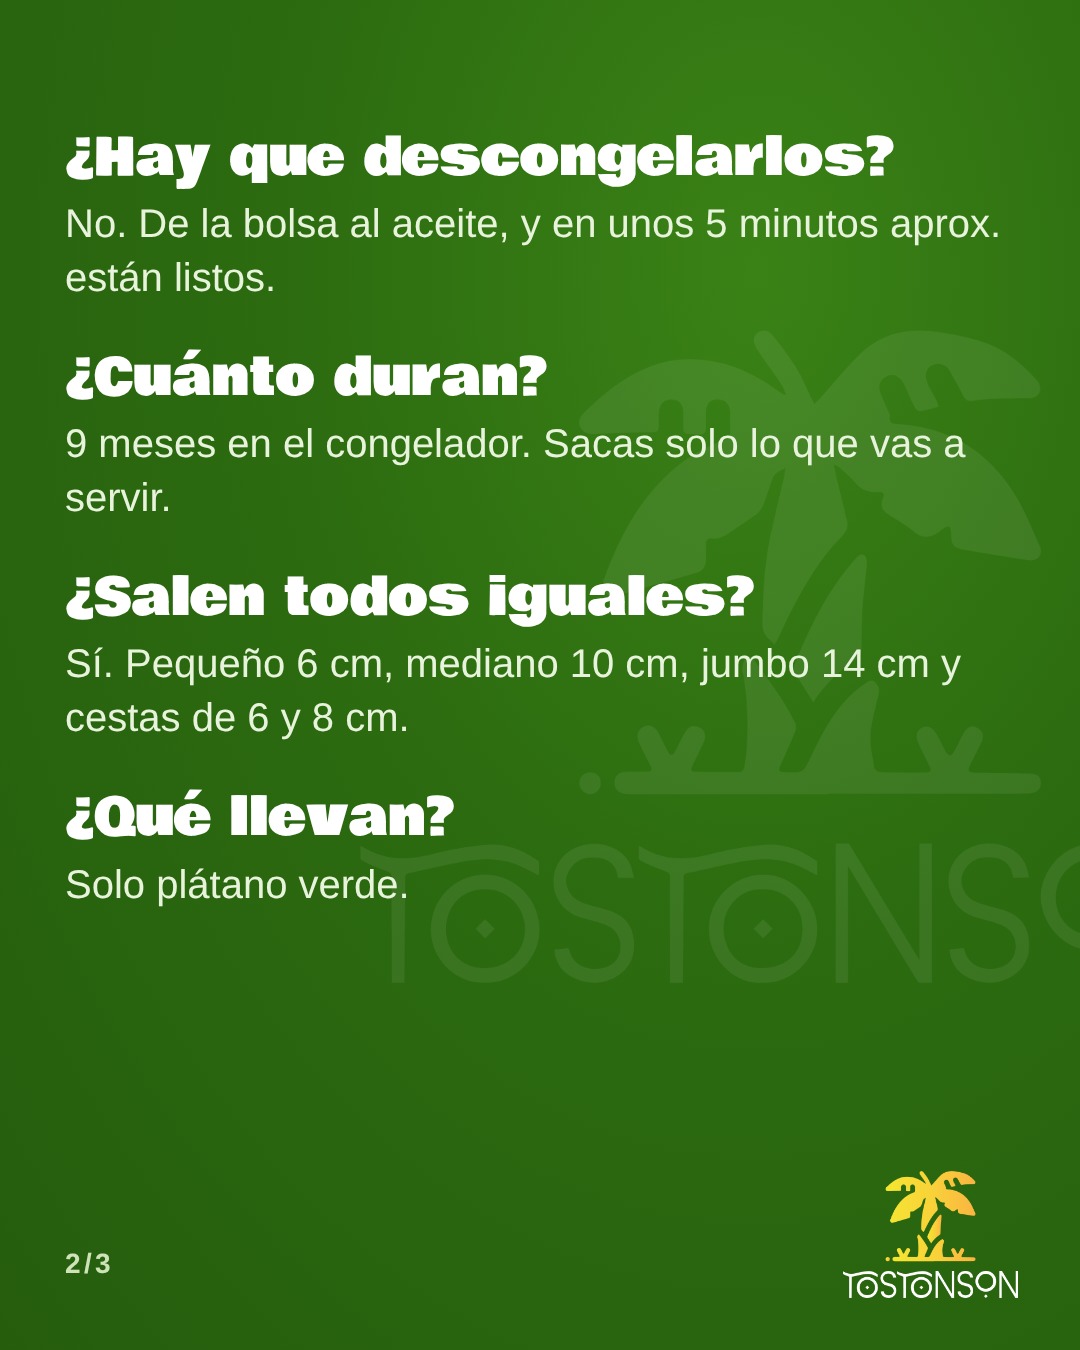 ¿Hay que descongelarlos?
No. De la bolsa al aceite, y en unos 5 minutos aprox.
están listos.
¿Cuánto duran?
9 meses en el congelador. Sacas solo lo que vas a
servir.
¿Salen todos iguales?
Sí. Pequeño 6 cm, mediano 10 cm, jumbo 14 cm y
cestas de 6 y 8 cm.
¿Qué llevan?
Solo plátano verde.
TOSTONSO
2/3
TOSTONSON